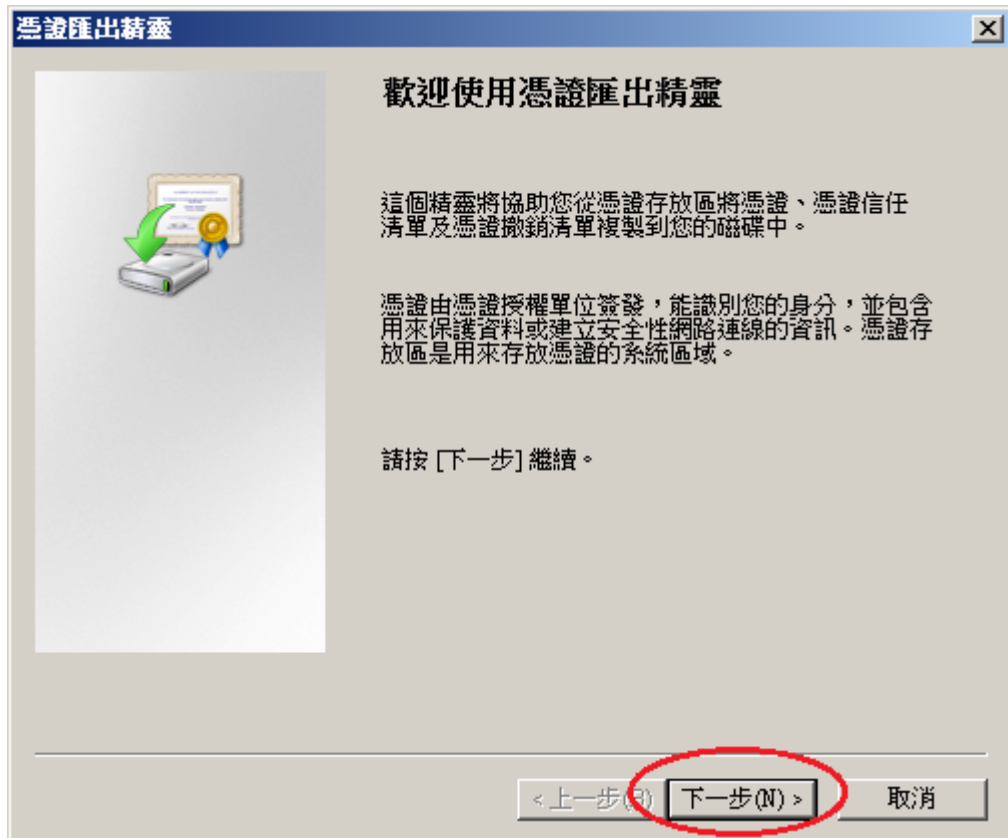 憑證匯出精靈
歡迎使用憑證匯出精靈
這個精靈將協助您從憑證存放區將憑證、憑證信任
清單及憑證撤銷清單複製到您的磁碟中。
憑證由憑證授權單位簽發，能識別您的身分，並包含
用來保護資料或建立安全性網路連線的資訊。憑證存
放區是用來存放憑證的系統區域。
請按 [下一步] 繼續。
< 上一步(B) 下一步(N) > 取消